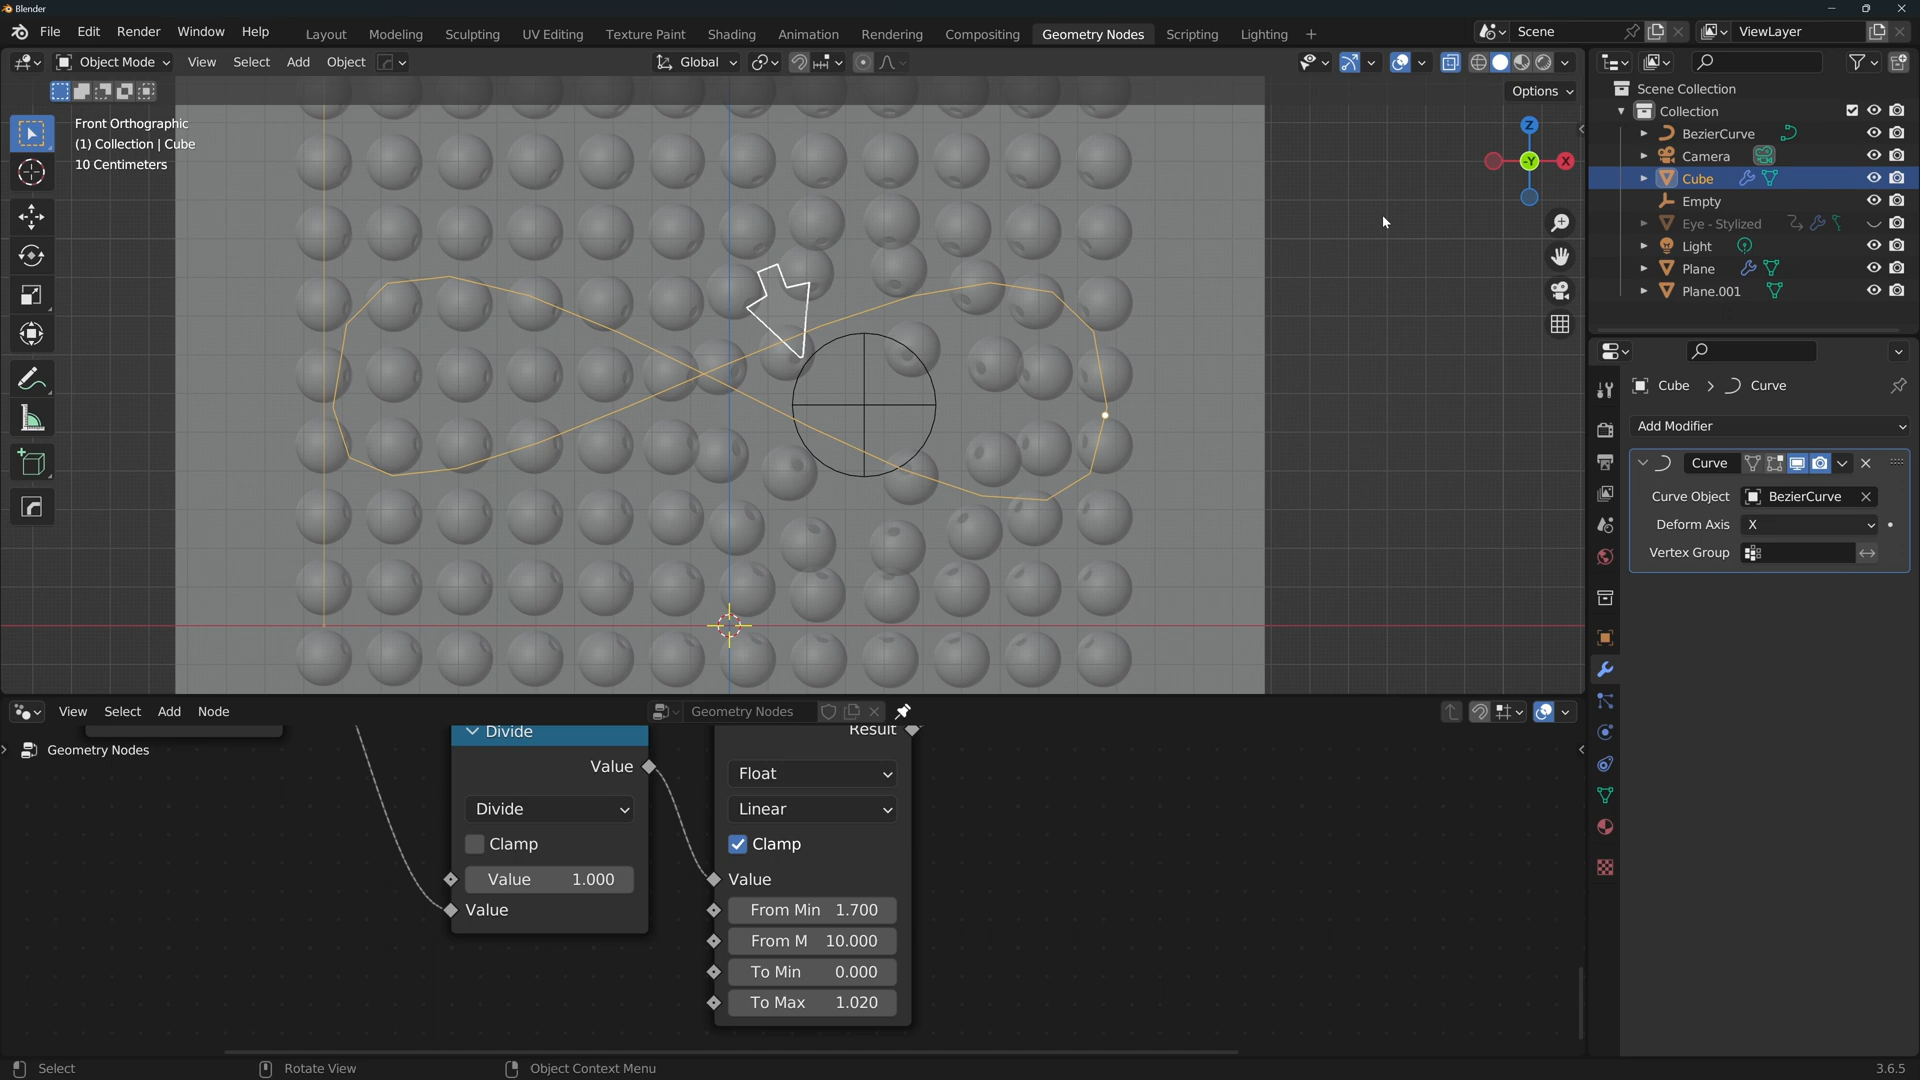 Blender
File Edit Render Window Help
Layout Modeling Sculpting UV Editing Texture Paint Shading Animation Rendering Compositing Geometry Nodes Scripting Lighting +
Scene
ViewLayer
Object Mode View Select Add Object
Global
Options
Front Orthographic
(1) Collection | Cube
10 Centimeters
Z
-Y
X
Scene Collection
Collection
BezierCurve
Camera
Cube
Empty
Eye - Stylized
Light
Plane
Plane.001
Cube > Curve
Add Modifier
Curve
Curve Object BezierCurve
Deform Axis X
Vertex Group
View Select Add Node
Geometry Nodes
Geometry Nodes
Divide
Value
Divide
Clamp
Value 1.000
Value
Result
Float
Linear
Clamp
Value
From Min 1.700
From M 10.000
To Min 0.000
To Max 1.020
Select
Rotate View
Object Context Menu
3.6.5